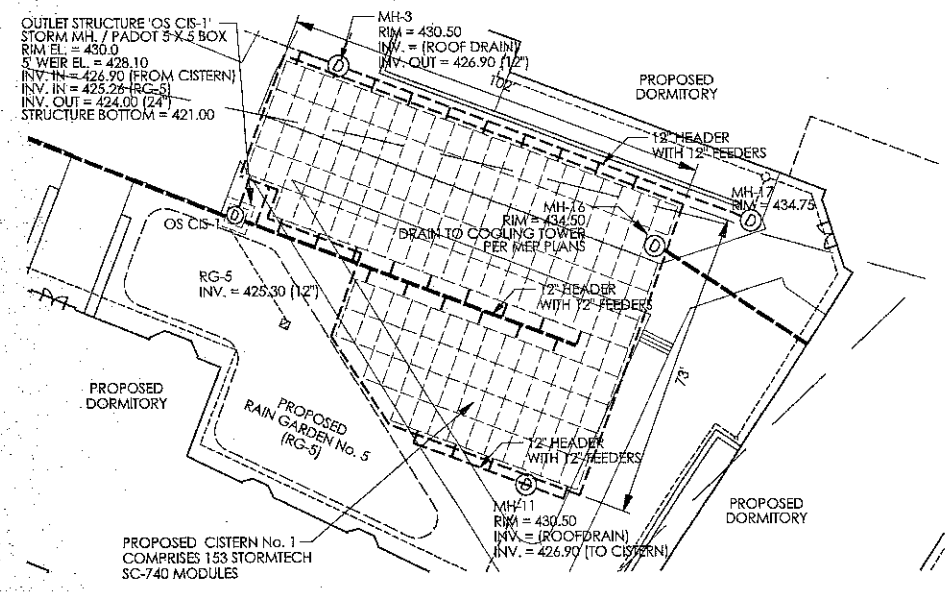 OUTLET STRUCTURE 'OS CIS-1'
STORM MH. / PADOT 5 X 5 BOX
RIM EL. = 430.0
5' WEIR EL. = 428.10
INV. IN = 426.90 (FROM CISTERN)
INV. IN = 425.26 (RG-5)
INV. OUT = 424.00 (24")
STRUCTURE BOTTOM = 421.00
MH-3
RIM = 430.50
INV. = (ROOF DRAIN)
INV. OUT = 426.90 (12")
102'
PROPOSED
DORMITORY
12" HEADER
WITH 12" FEEDERS
MH-17
RIM = 434.75
MH-16
RIM = 434.50
DRAIN TO COOLING TOWER
PER MEP PLANS
OS CIS-1
RG-5
INV. = 425.30 (12")
12" HEADER
WITH 12" FEEDERS
73'
PROPOSED
DORMITORY
PROPOSED
RAIN GARDEN No. 5
(RG-5)
12" HEADER
WITH 12" FEEDERS
MH-11
RIM = 430.50
INV. = (ROOFDRAIN)
INV. = 426.90 (TO CISTERN)
PROPOSED
DORMITORY
PROPOSED CISTERN No. 1
COMPRISES 153 STORMTECH
SC-740 MODULES
D
D
D
D
D